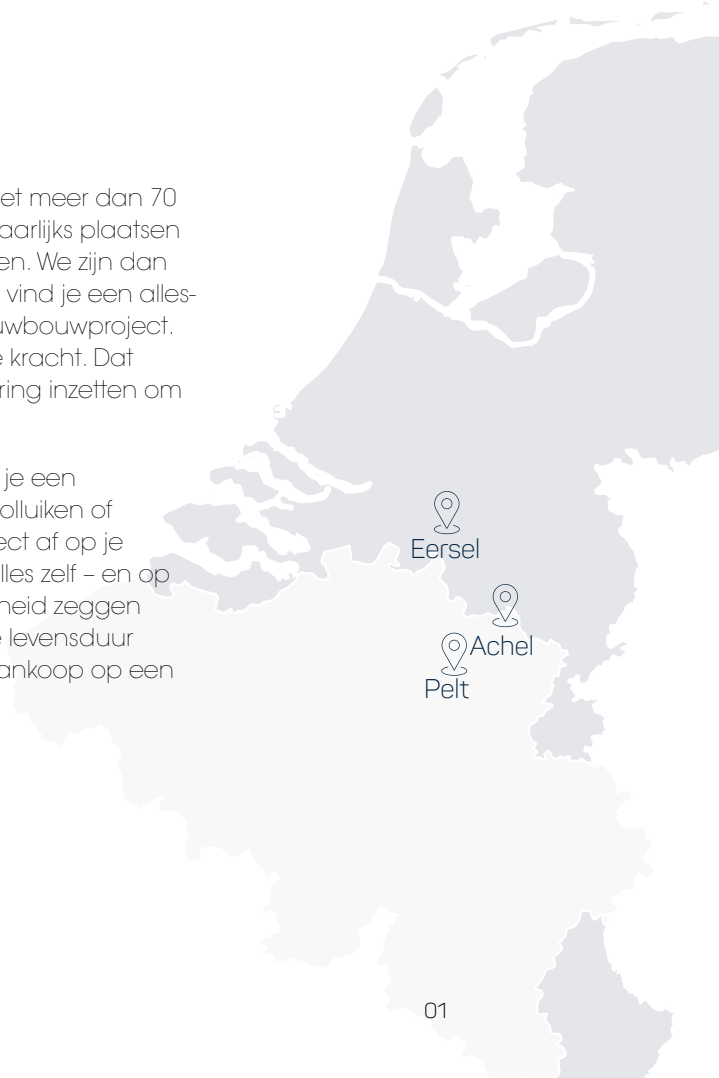 et meer dan 70
aarlijks plaatsen
en. We zijn dan
vind je een alles-
uwbouwproject.
e kracht. Dat
ring inzetten om
je een
olluiken of
ect af op je
lles zelf – en op
heid zeggen
e levensduur
ankoop op een
Eersel
Achel
Pelt
01